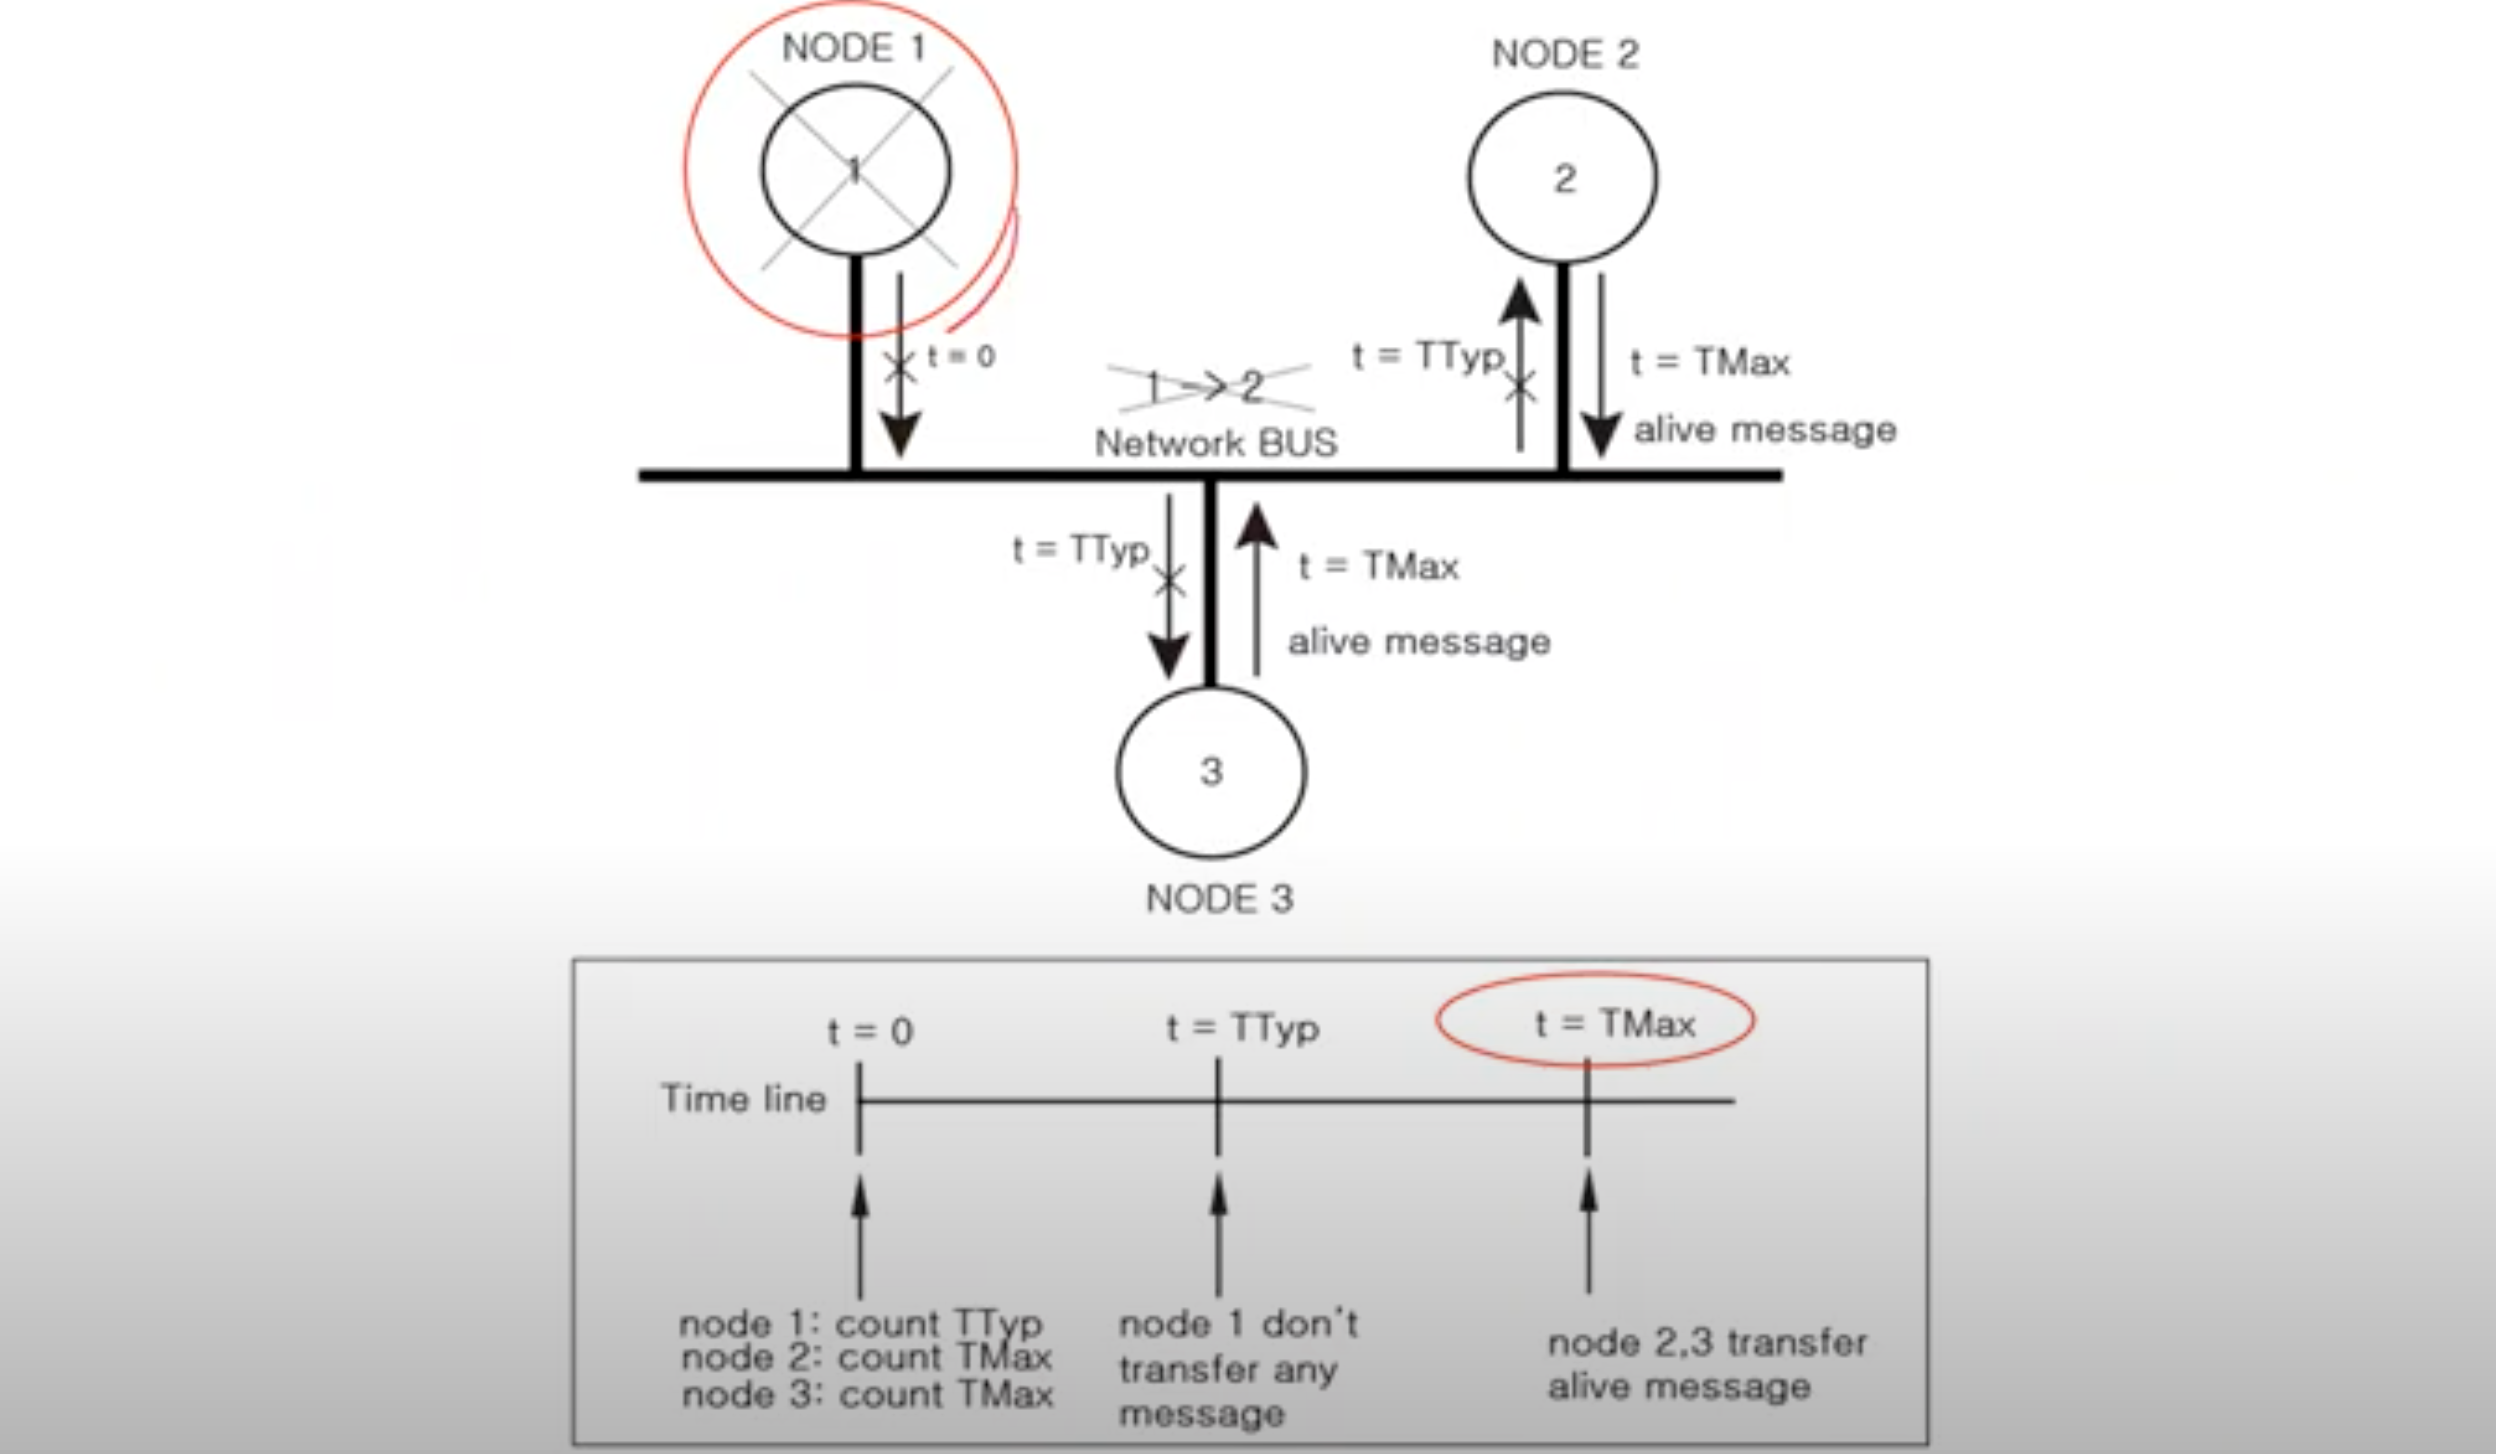 NODE 1
NODE 2
1
2
t = 0
1 -> 2
t = TTyp
t = TMax
alive message
Network BUS
t = TTyp
t = TMax
alive message
3
NODE 3
t = 0
t = TTyp
t = TMax
Time line
node 1: count TTyp
node 2: count TMax
node 3: count TMax
node 1 don't
transfer any
message
node 2,3 transfer
alive message